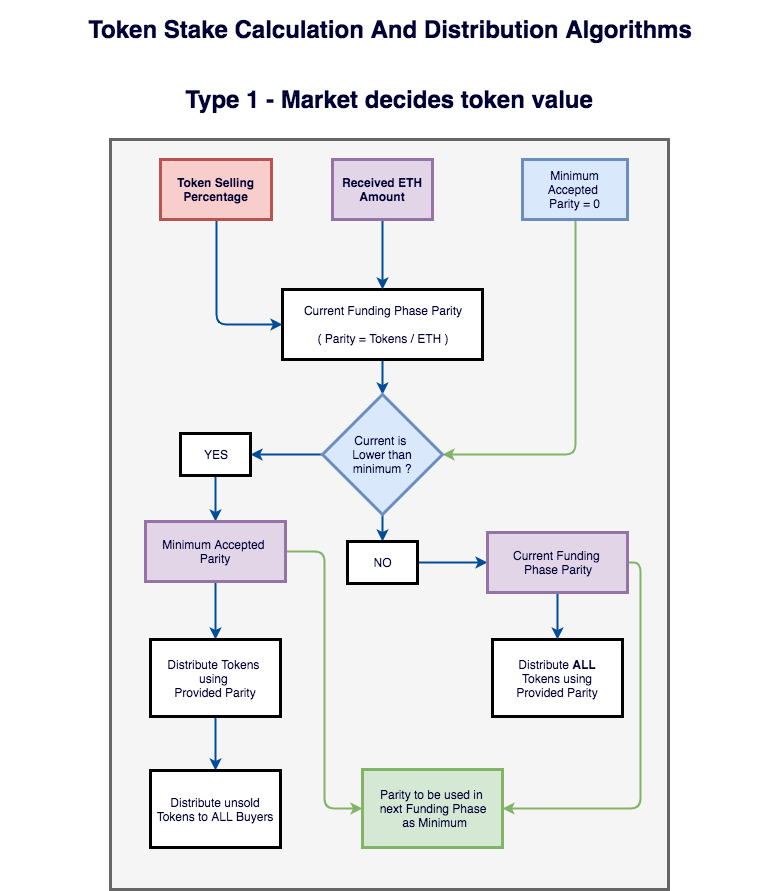 Token Stake Calculation And Distribution Algorithms
Type 1 - Market decides token value
Token Selling
Percentage
Received ETH
Amount
Minimum
Accepted
Parity = 0
Current Funding Phase Parity
( Parity = Tokens / ETH )
Current is
Lower than
minimum ?
YES
NO
Minimum Accepted
Parity
Current Funding
Phase Parity
Distribute Tokens
using
Provided Parity
Distribute ALL
Tokens using
Provided Parity
Distribute unsold
Tokens to ALL Buyers
Parity to be used in
next Funding Phase
as Minimum